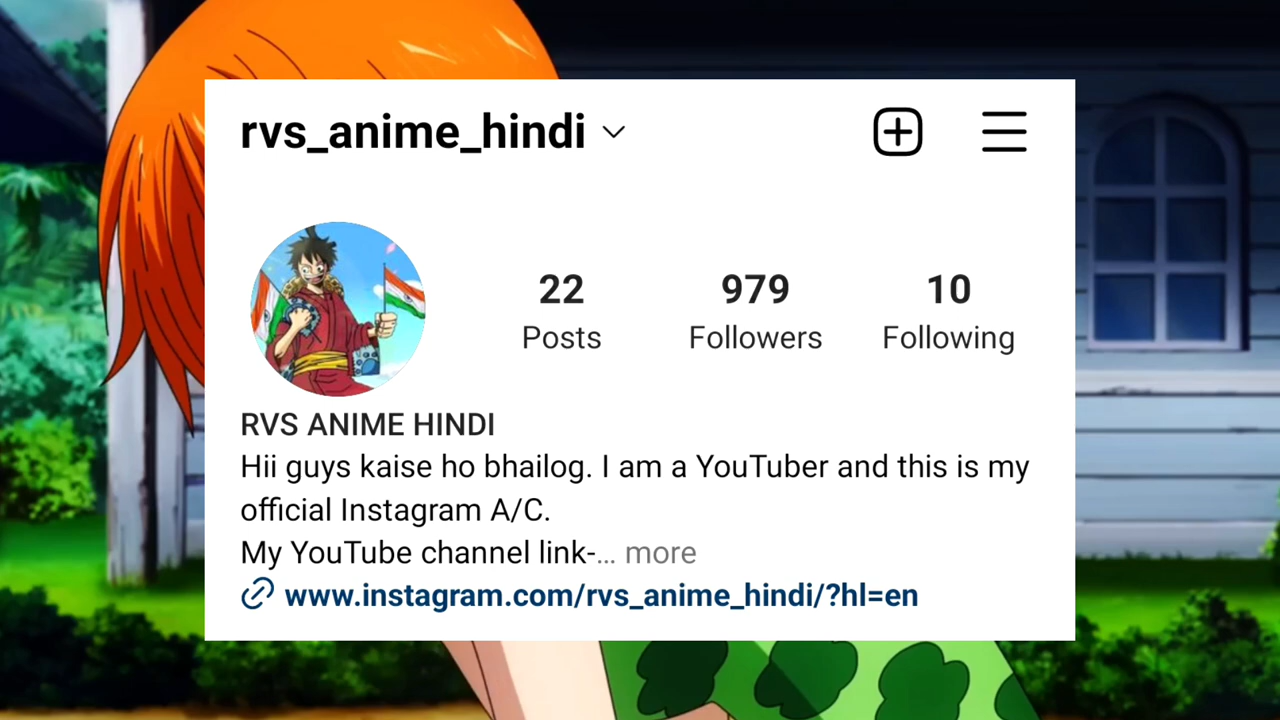 rvs_anime_hindi
22 979 10
Posts Followers Following
RVS ANIME HINDI
Hii guys kaise ho bhailog. I am a YouTuber and this is my
official Instagram A/C.
My YouTube channel link-... more
www.instagram.com/rvs_anime_hindi/?hl=en